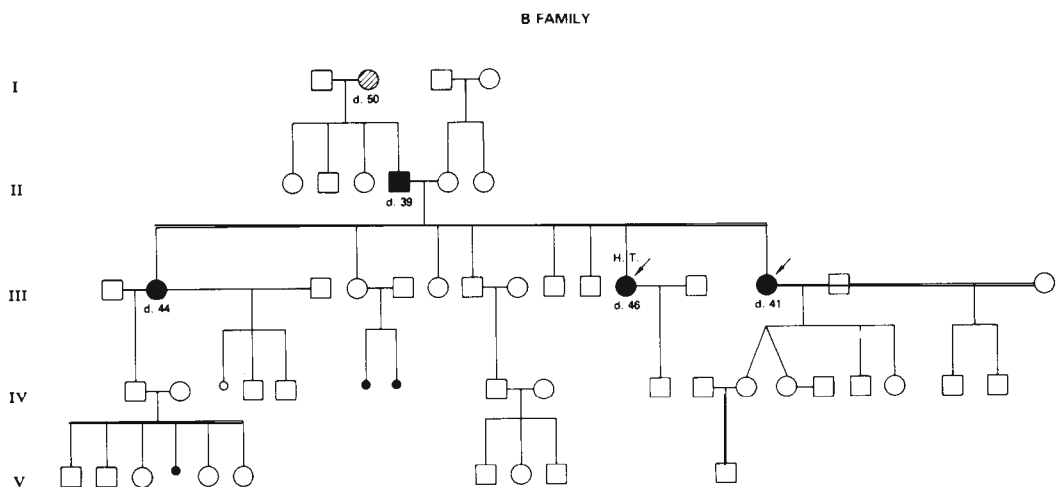 B FAMILY
I
d. 50
II
d. 39
H. T.
III
d. 44
d. 46
d. 41
IV
V